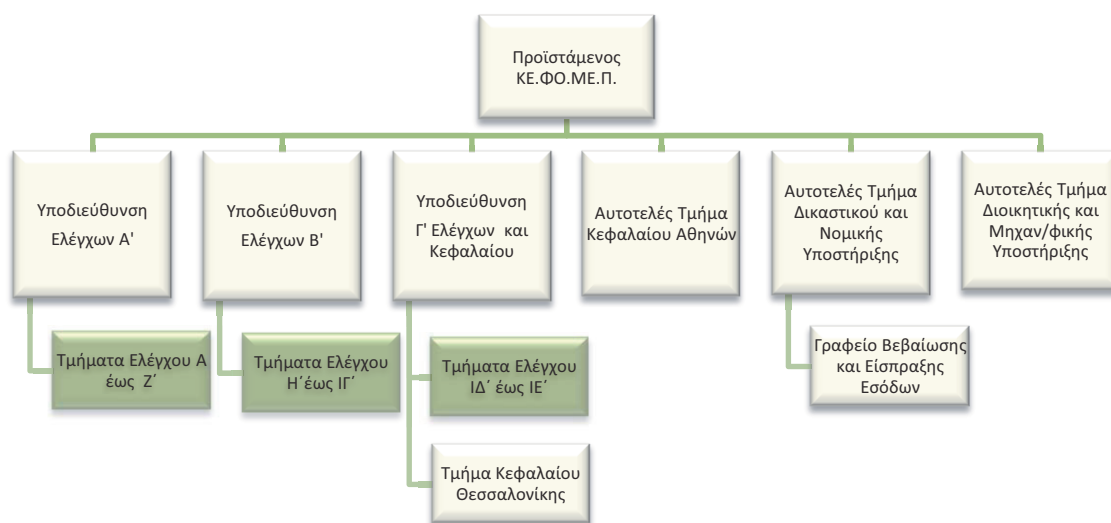 Προϊστάμενος
ΚΕ.ΦΟ.ΜΕ.Π.
Υποδιεύθυνση
Ελέγχων Α'
Υποδιεύθυνση
Ελέγχων Β'
Υποδιεύθυνση
Γ' Ελέγχων και
Κεφαλαίου
Αυτοτελές Τμήμα
Κεφαλαίου Αθηνών
Αυτοτελές Τμήμα
Δικαστικού και
Νομικής
Υποστήριξης
Αυτοτελές Τμήμα
Διοικητικής και
Μηχαν/φικής
Υποστήριξης
Τμήματα Ελέγχου Α
έως Ζ΄
Τμήματα Ελέγχου
Η΄έως ΙΓ΄
Τμήματα Ελέγχου
ΙΔ΄ έως ΙΕ΄
Τμήμα Κεφαλαίου
Θεσσαλονίκης
Γραφείο Βεβαίωσης
και Είσπραξης
Εσόδων